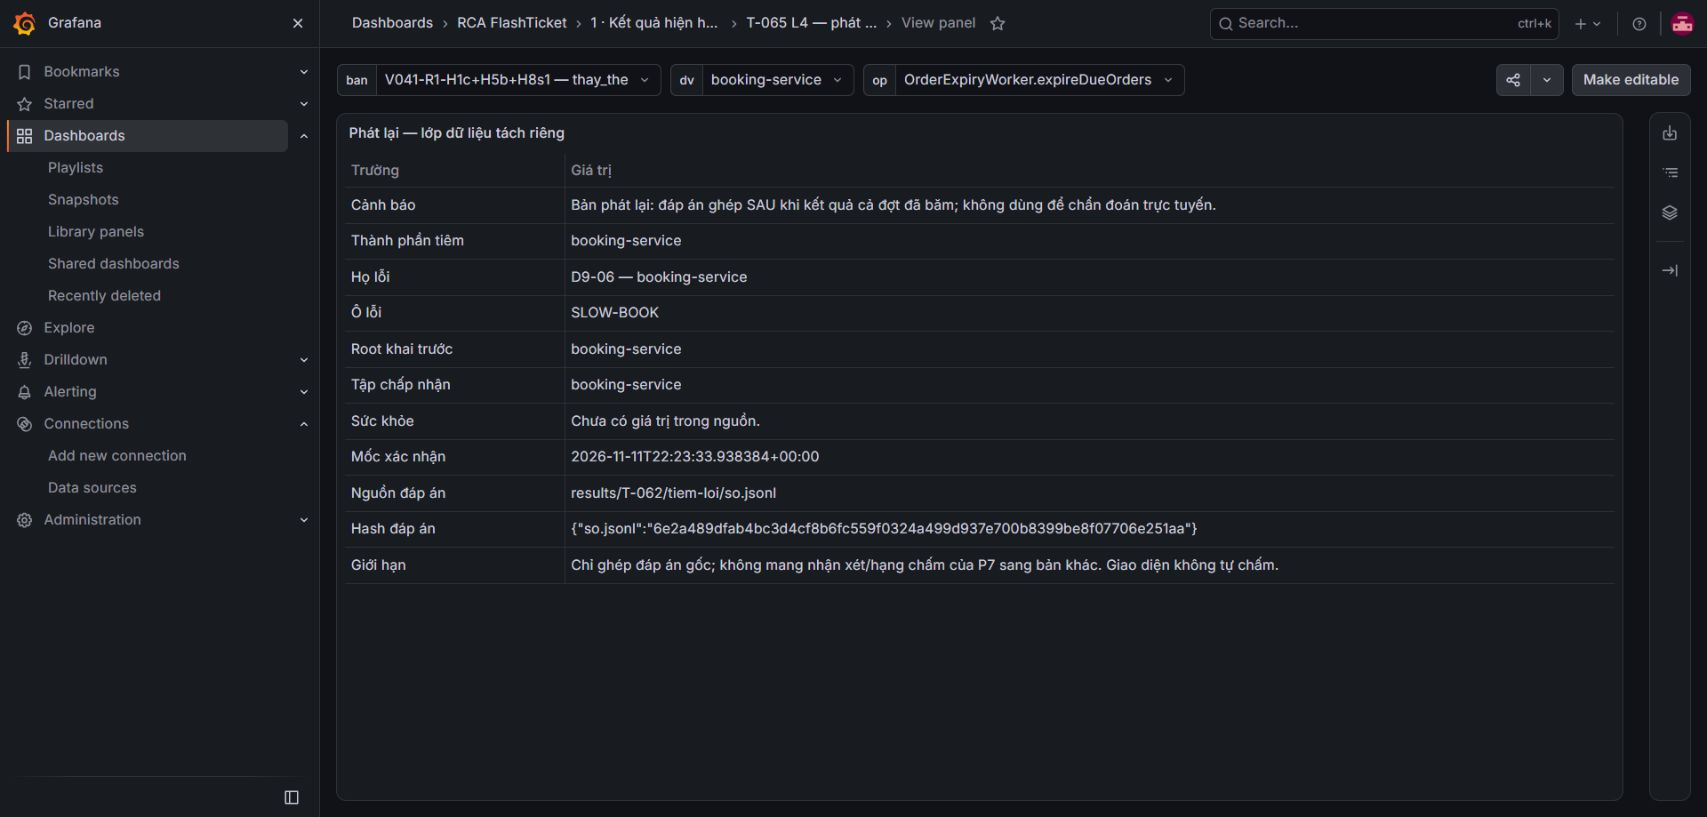 Grafana
Dashboards › RCA FlashTicket › 1 · Kết quả hiện h... › T-065 L4 — phát ... › View panel
Search... ctrl+k
Bookmarks
Starred
Dashboards
Playlists
Snapshots
Library panels
Shared dashboards
Recently deleted
Explore
Drilldown
Alerting
Connections
Add new connection
Data sources
Administration
ban V041-R1-H1c+H5b+H8s1 — thay_the dv booking-service op OrderExpiryWorker.expireDueOrders
Make editable
Phát lại — lớp dữ liệu tách riêng
Trường Giá trị
Cảnh báo Bản phát lại: đáp án ghép SAU khi kết quả cả đợt đã băm; không dùng để chẩn đoán trực tuyến.
Thành phần tiêm booking-service
Họ lỗi D9-06 — booking-service
Ô lỗi SLOW-BOOK
Root khai trước booking-service
Tập chấp nhận booking-service
Sức khỏe Chưa có giá trị trong nguồn.
Mốc xác nhận 2026-11-11T22:23:33.938384+00:00
Nguồn đáp án results/T-062/tiem-loi/so.jsonl
Hash đáp án {"so.jsonl":"6e2a489dfab4bc3d4cf8b6fc559f0324a499d937e700b8399be8f07706e251aa"}
Giới hạn Chỉ ghép đáp án gốc; không mang nhận xét/hạng chấm của P7 sang bản khác. Giao diện không tự chấm.